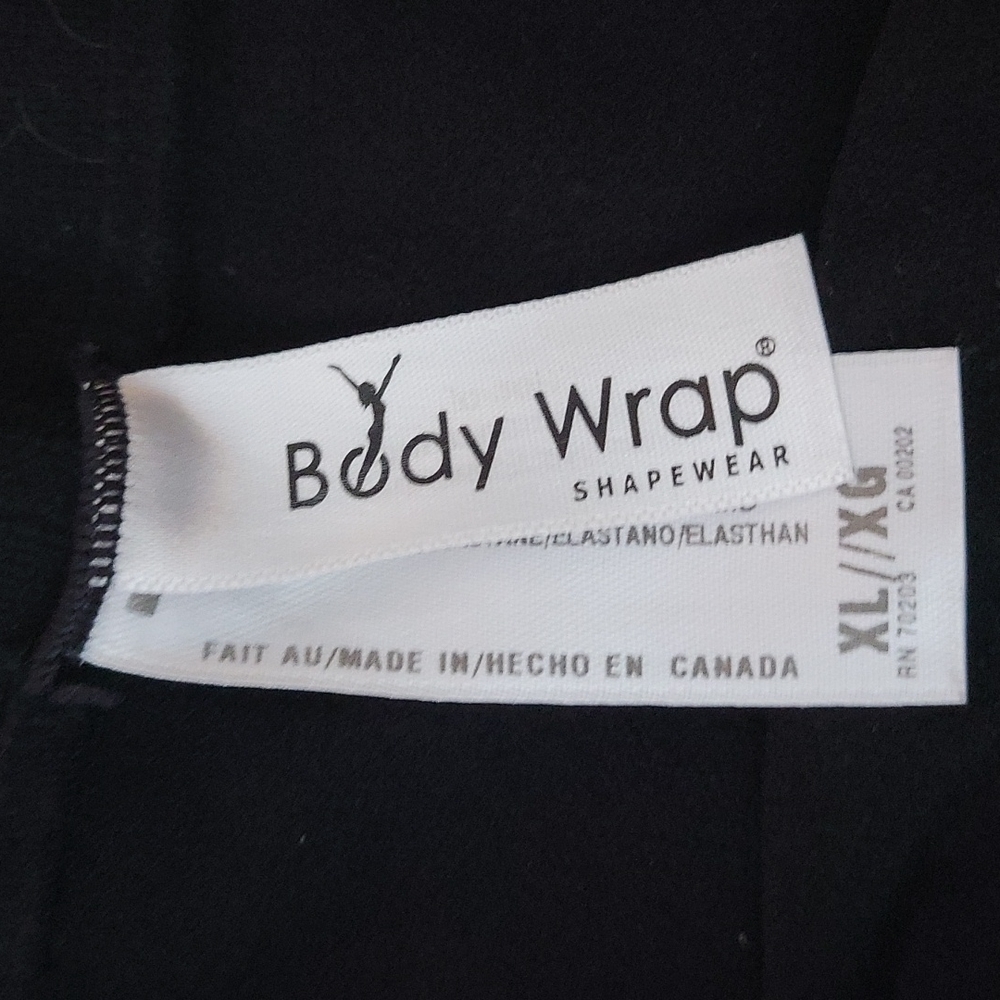 Body Wrap®
SHAPEWEAR
/ELASTANO/ELASTHAN
FAIT AU/MADE IN/HECHO EN CANADA
XL//XG
RN 70203 CA 00202